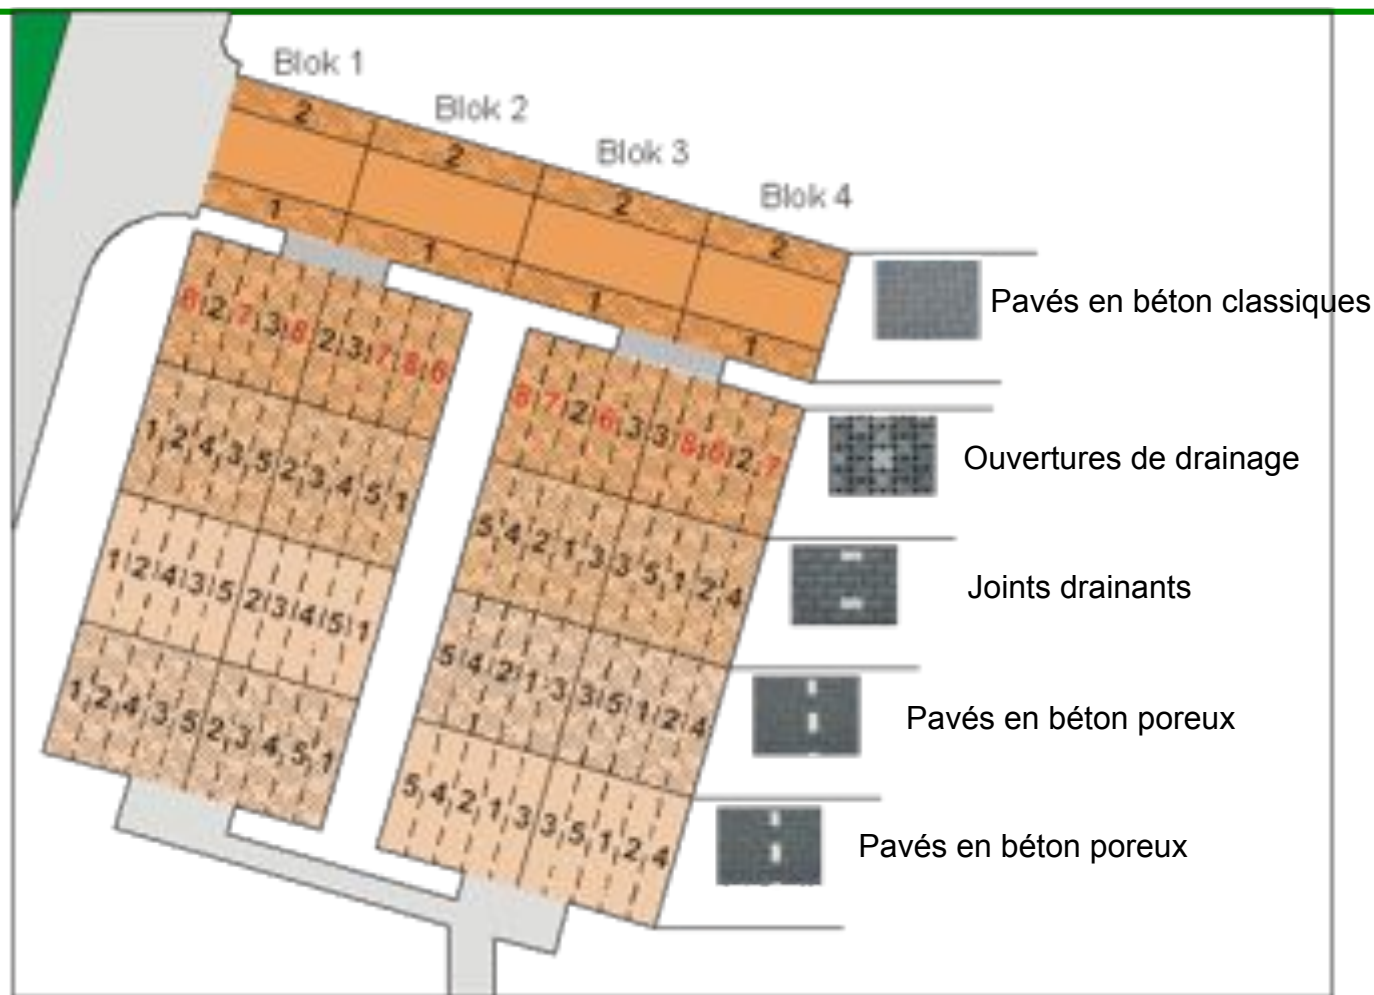 Blok 1
Blok 2
Blok 3
Blok 4
2
2
2
2
1
1
1
1
Pavés en béton classiques
6 2 7 3 8 2 3 7 8 6
8 7 2 6 3 3 8 6 2 7
Ouvertures de drainage
1 2 4 3 5 2 3 4 5 1
5 4 2 1 3 3 5 1 2 4
Joints drainants
1 2 4 3 5 2 3 4 5 1
5 4 2 1 3 3 5 1 2 4
Pavés en béton poreux
1 2 4 3 5 2 3 4 5 1
5 4 2 1 3 3 5 1 2 4
Pavés en béton poreux